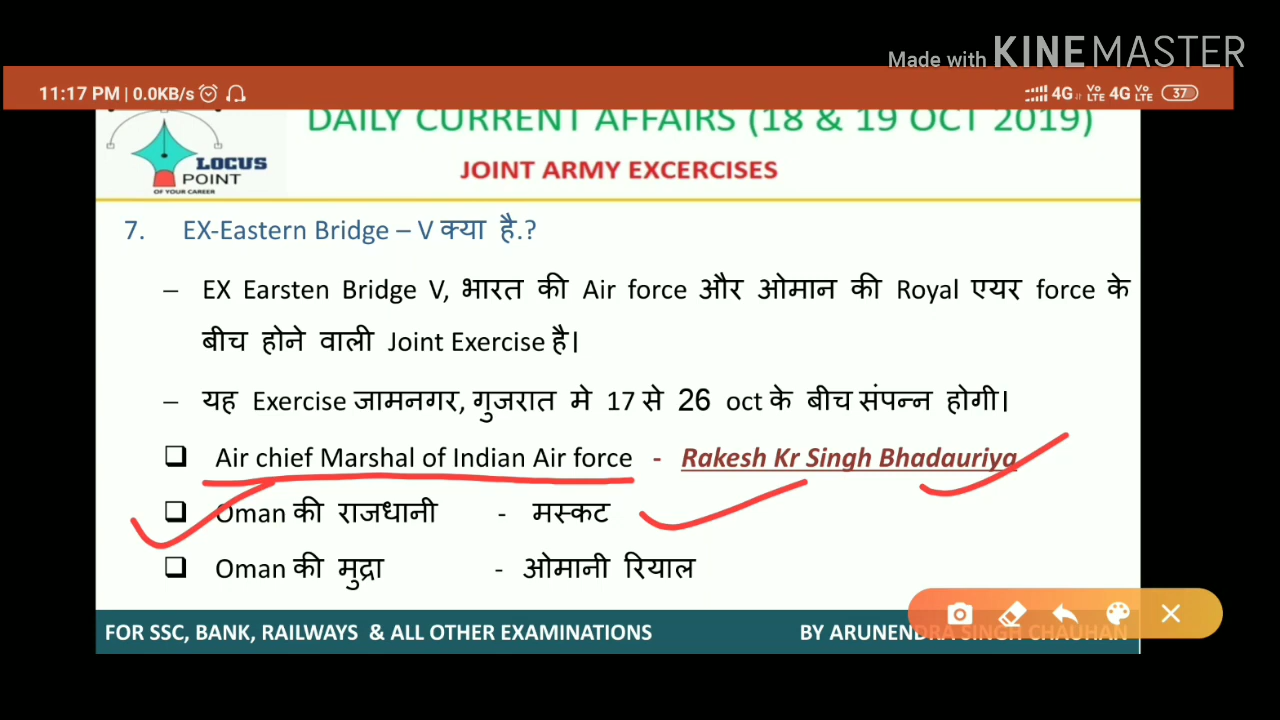 Made with KINEMASTER
11:17 PM | 0.0KB/s 4G Vo LTE 4G Vo LTE 37
DAILY CURRENT AFFAIRS (18 & 19 OCT 2019)
LOCUS
POINT
OF YOUR CAREER
JOINT ARMY EXCERCISES
7. EX-Eastern Bridge – V क्या है.?
– EX Earsten Bridge V, भारत की Air force और ओमान की Royal एयर force के
बीच होने वाली Joint Exercise है।
– यह Exercise जामनगर, गुजरात मे 17 से 26 oct के बीच संपन्न होगी।
Air chief Marshal of Indian Air force - Rakesh Kr Singh Bhadauriya
Oman की राजधानी - मस्कट
Oman की मुद्रा - ओमानी रियाल
FOR SSC, BANK, RAILWAYS & ALL OTHER EXAMINATIONS BY ARUNENDRA SINGH CHAUHAN